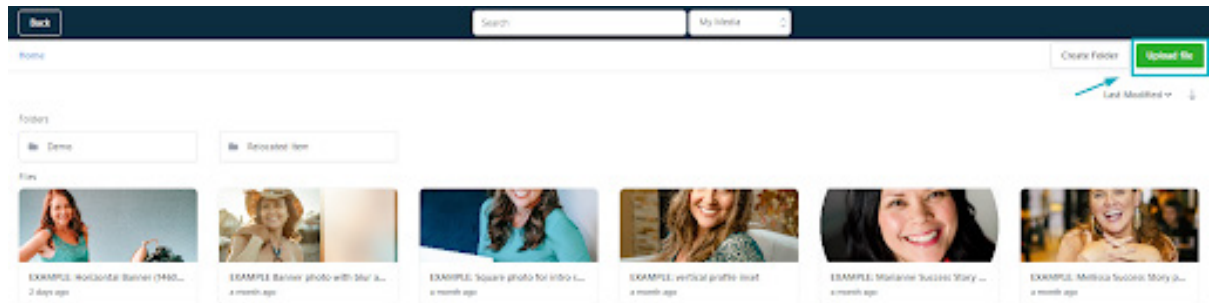 Back
Search
My Media
Home
Create Folder
Upload file
Last Modified
Folders
Demo
Relocated Item
Files
EXAMPLE: Horizontal Banner (1460...
2 days ago
EXAMPLE Banner photo with blur a...
a month ago
EXAMPLE: Square photo for intro c...
a month ago
EXAMPLE: vertical profile inset
a month ago
EXAMPLE: Marianne Success Story ...
a month ago
EXAMPLE: Melissa Success Story p...
a month ago